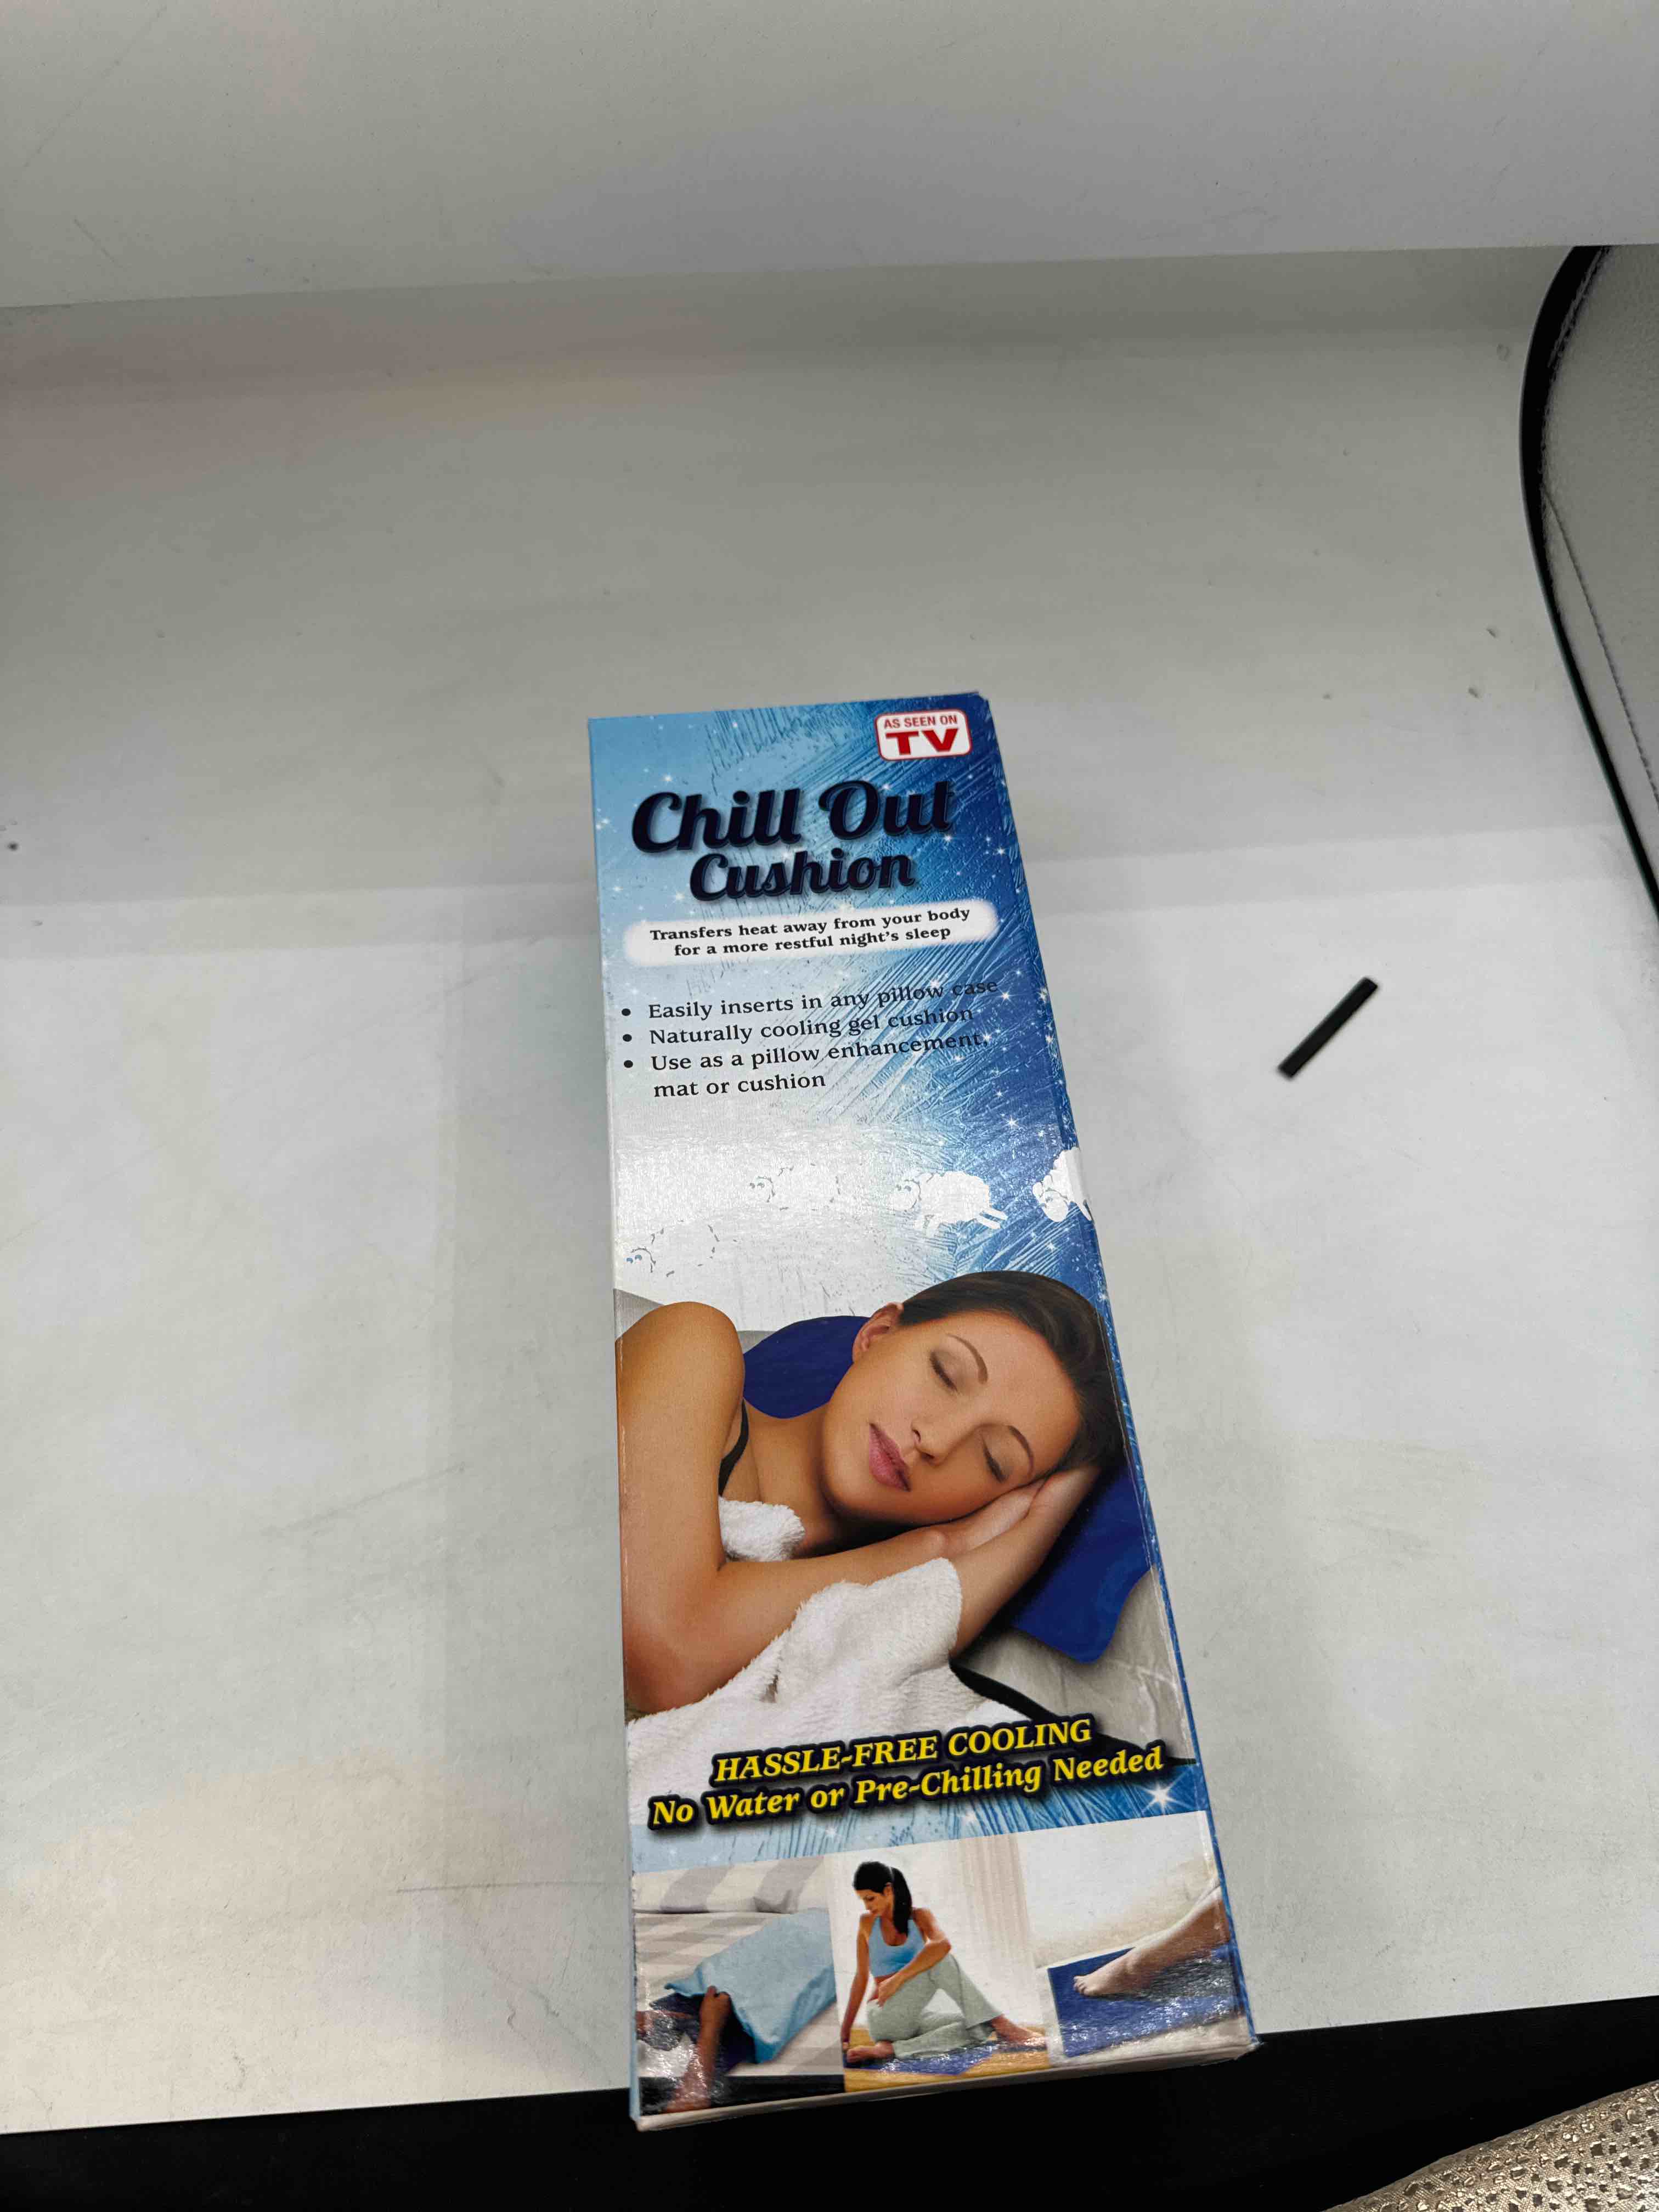 AS SEEN ON
TV
Chill Out
Cushion
Transfers heat away from your body
for a more restful night's sleep
• Easily inserts in any pillow case
• Naturally cooling gel cushion
• Use as a pillow enhancement,
mat or cushion
HASSLE-FREE COOLING
No Water or Pre-Chilling Needed